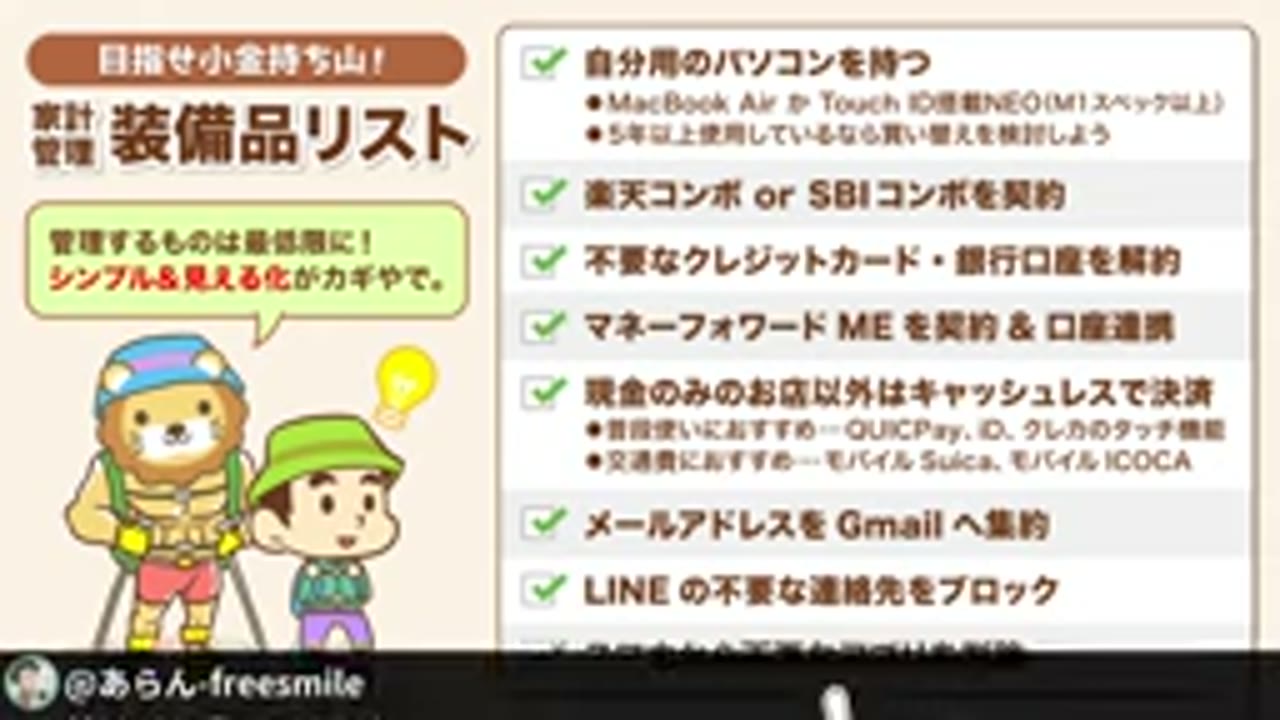 目指せ小金持ち山！
家計
管理
装備品リスト
管理するものは最低限に！
シンプル＆見える化がカギやで。
自分用のパソコンを持つ
●MacBook Air か Touch ID搭載NEO（M1スペック以上）
●5年以上使用しているなら買い替えを検討しよう
楽天コンボ or SBIコンボを契約
不要なクレジットカード・銀行口座を解約
マネーフォワード ME を契約 & 口座連携
現金のみのお店以外はキャッシュレスで決済
●普段使いにおすすめ…QUICPay、iD、クレカのタッチ機能
●交通費におすすめ…モバイル Suica、モバイル ICOCA
メールアドレスを Gmail へ集約
LINE の不要な連絡先をブロック
@あらん-freesmile